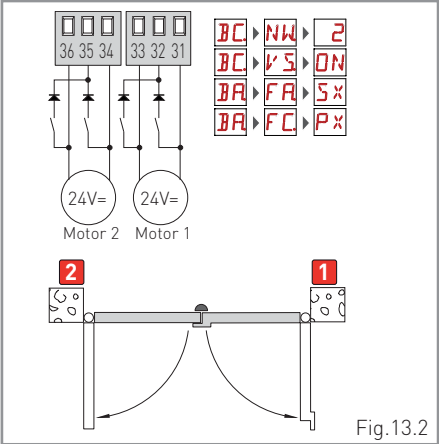 36 35 34 33 32 31
BC. NW 2
BC. VS. ON
BA FA SX
BA FC. PX
24V= 24V=
Motor 2 Motor 1
2 1
Fig.13.2